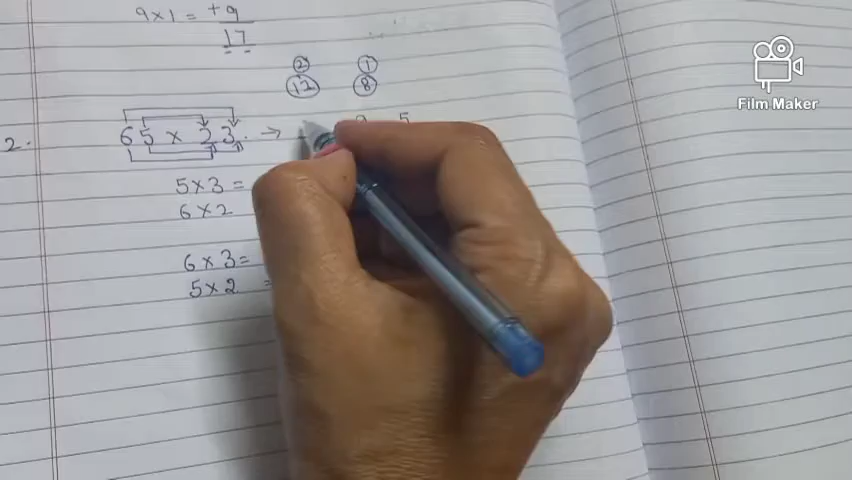 9 × 1 = + 9
17
2 1
12 8
Film Maker
2. 65 × 23. → 9 5
5 × 3 =
6 × 2
6 × 3 =
5 × 2 =